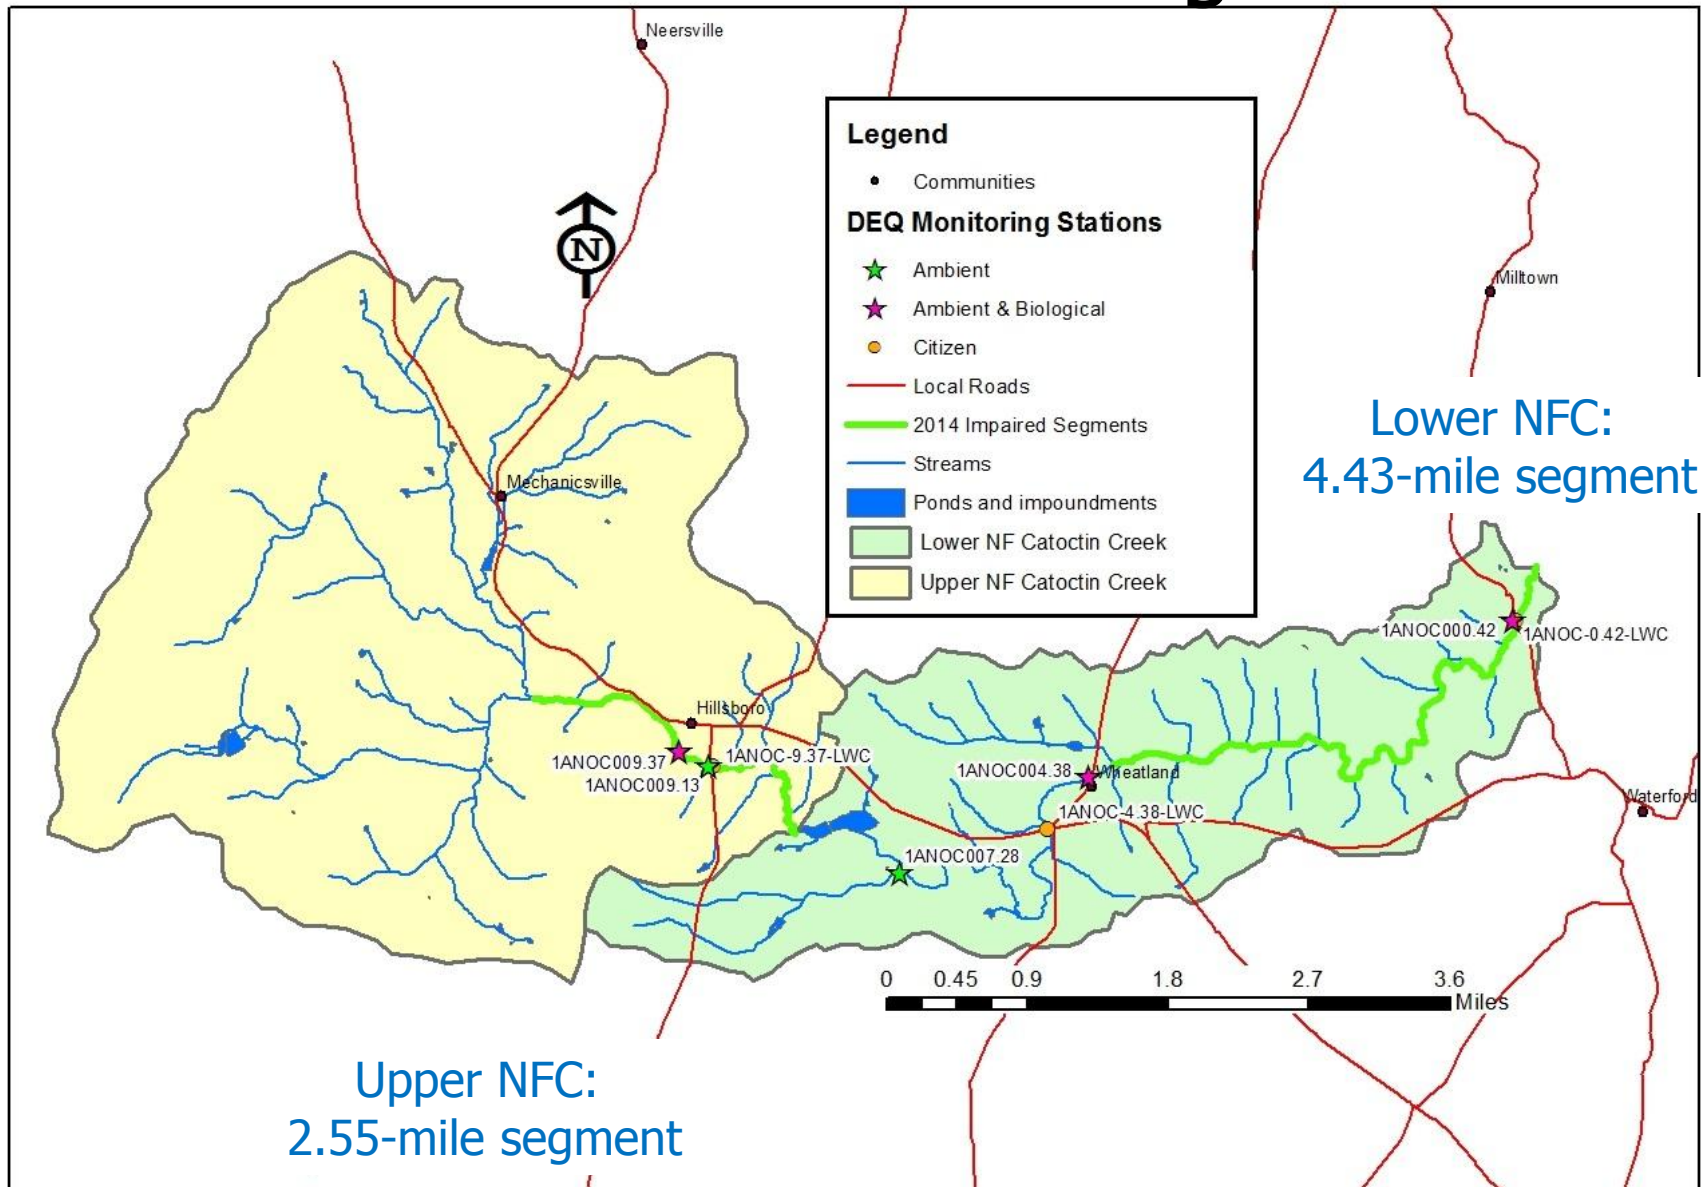 Neersville
Legend
Communities
DEQ Monitoring Stations
Ambient
Ambient & Biological
Citizen
Local Roads
2014 Impaired Segments
Streams
Ponds and impoundments
Lower NF Catoctin Creek
Upper NF Catoctin Creek
N
Milltown
Lower NFC:
4.43-mile segment
Mechanicsville
1ANOC000.42
1ANOC-0.42-LWC
Hillsboro
1ANOC009.37
1ANOC-9.37-LWC
1ANOC009.13
1ANOC004.38
Wheatland
1ANOC-4.38-LWC
Waterford
1ANOC007.28
0 0.45 0.9 1.8 2.7 3.6
Miles
Upper NFC:
2.55-mile segment